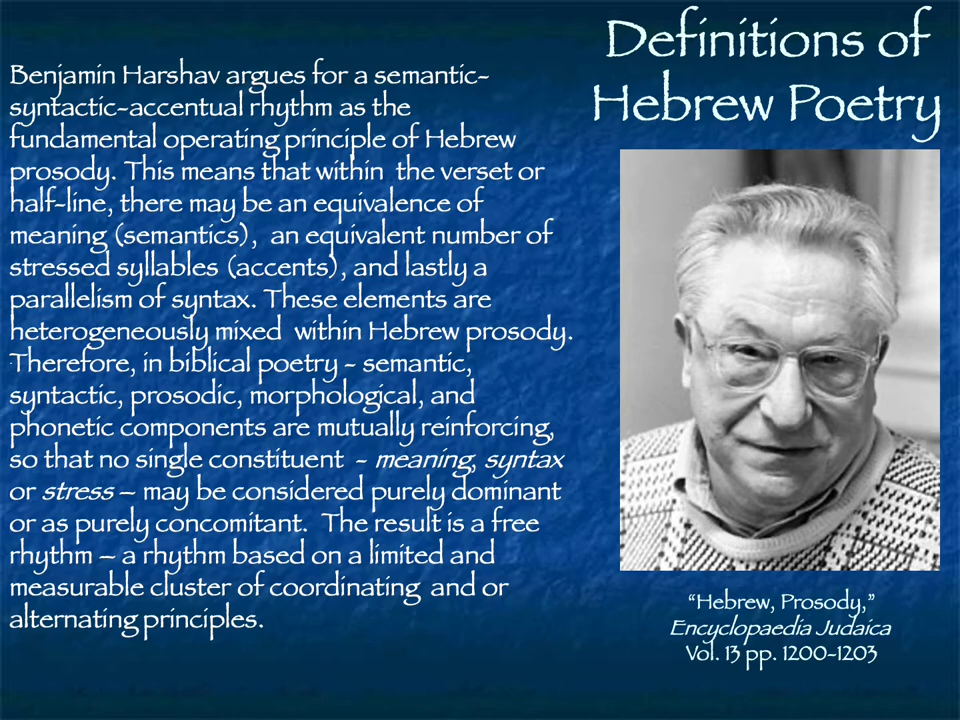 Definitions of
Hebrew Poetry
Benjamin Harshav argues for a semantic-
syntactic-accentual rhythm as the
fundamental operating principle of Hebrew
prosody. This means that within  the verset or
half-line, there may be an equivalence of
meaning (semantics),  an equivalent number of
stressed syllables (accents), and lastly a
parallelism of syntax. These elements are
heterogeneously mixed  within Hebrew prosody.
Therefore, in biblical poetry - semantic,
syntactic, prosodic, morphological, and
phonetic components are mutually reinforcing,
so that no single constituent  - meaning, syntax
or stress – may be considered purely dominant
or as purely concomitant.  The result is a free
rhythm – a rhythm based on a limited and
measurable cluster of coordinating  and or
alternating principles.
“Hebrew, Prosody,”
Encyclopaedia Judaica
Vol. 13 pp. 1200-1203